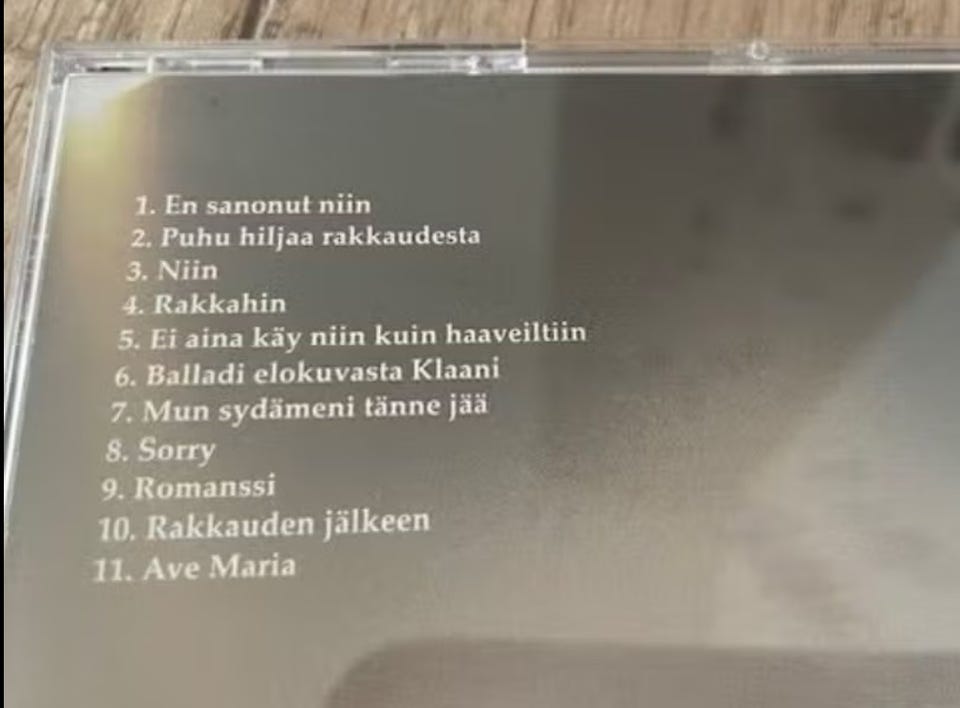 1. En sanonut niin
2. Puhu hiljaa rakkaudesta
3. Niin
4. Rakkahin
5. Ei aina käy niin kuin haaveiltiin
6. Balladi elokuvasta Klaani
7. Mun sydämeni tänne jää
8. Sorry
9. Romanssi
10. Rakkauden jälkeen
11. Ave Maria